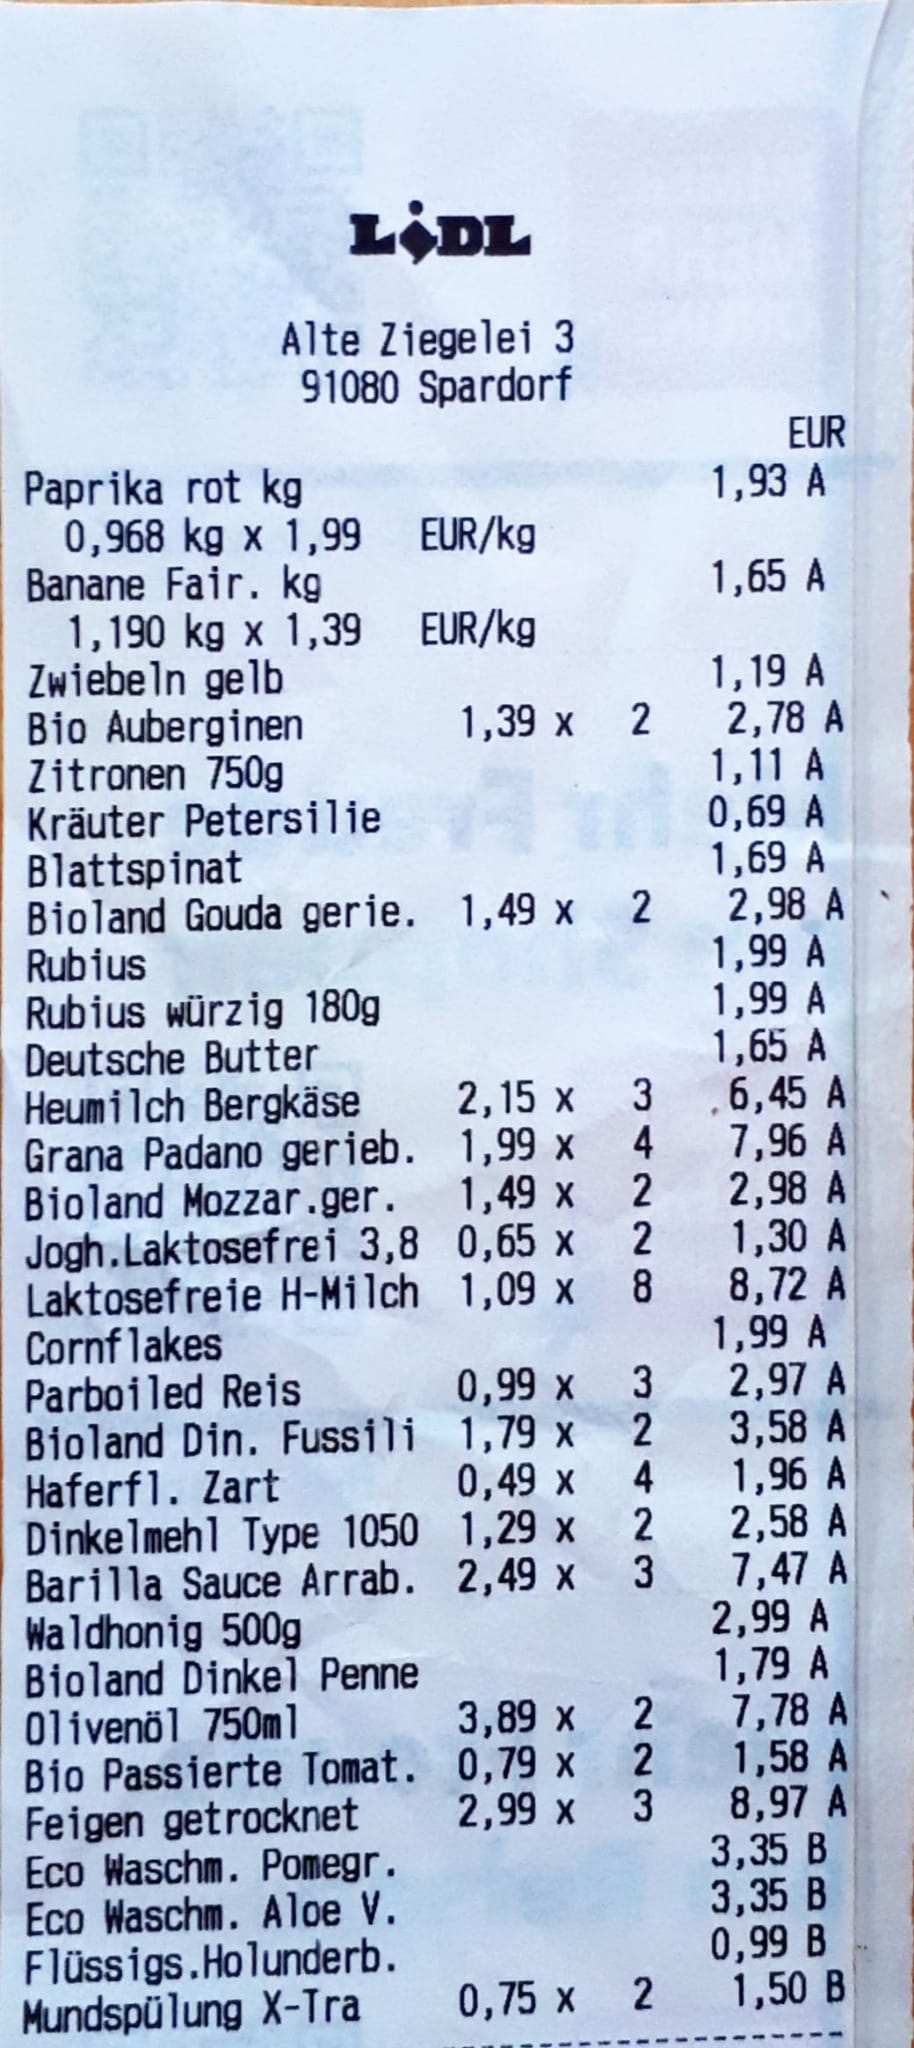 LIDL
Alte Ziegelei 3
91080 Spardorf
EUR
Paprika rot kg 1,93 A
0,968 kg x 1,99 EUR/kg
Banane Fair. kg 1,65 A
1,190 kg x 1,39 EUR/kg
Zwiebeln gelb 1,19 A
Bio Auberginen 1,39 x 2 2,78 A
Zitronen 750g 1,11 A
Kräuter Petersilie 0,69 A
Blattspinat 1,69 A
Bioland Gouda gerie. 1,49 x 2 2,98 A
Rubius 1,99 A
Rubius würzig 180g 1,99 A
Deutsche Butter 1,65 A
Heumilch Bergkäse 2,15 x 3 6,45 A
Grana Padano gerieb. 1,99 x 4 7,96 A
Bioland Mozzar.ger. 1,49 x 2 2,98 A
Jogh.Laktosefrei 3,8 0,65 x 2 1,30 A
Laktosefreie H-Milch 1,09 x 8 8,72 A
Cornflakes 1,99 A
Parboiled Reis 0,99 x 3 2,97 A
Bioland Din. Fussili 1,79 x 2 3,58 A
Haferfl. Zart 0,49 x 4 1,96 A
Dinkelmehl Type 1050 1,29 x 2 2,58 A
Barilla Sauce Arrab. 2,49 x 3 7,47 A
Waldhonig 500g 2,99 A
Bioland Dinkel Penne 1,79 A
Olivenöl 750ml 3,89 x 2 7,78 A
Bio Passierte Tomat. 0,79 x 2 1,58 A
Feigen getrocknet 2,99 x 3 8,97 A
Eco Waschm. Pomegr. 3,35 B
Eco Waschm. Aloe V. 3,35 B
Flüssigs.Holunderb. 0,99 B
Mundspülung X-Tra 0,75 x 2 1,50 B